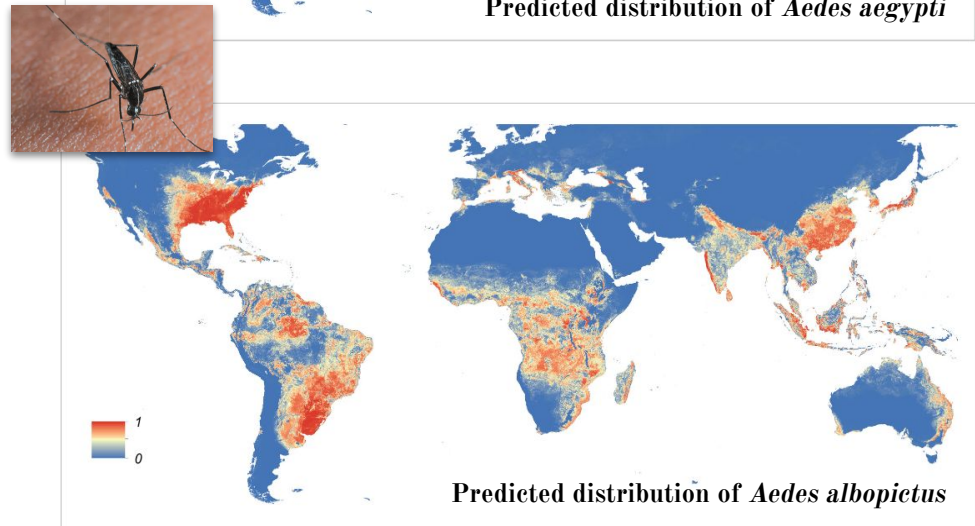 Predicted distribution of Aedes aegypti
1
0
Predicted distribution of Aedes albopictus